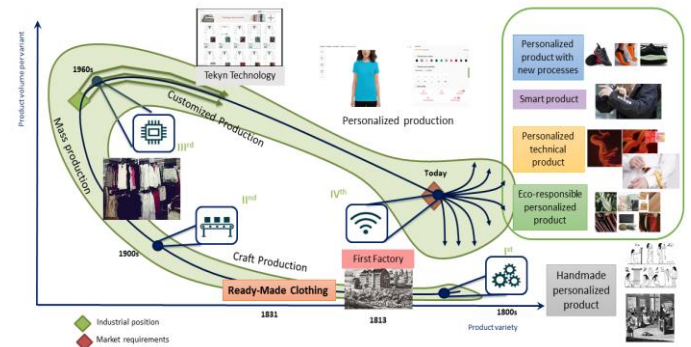 Product volume per variant
1960s
Tekyn Technology
Customized Production
Personalized production
Mass production
IIIrd
IInd
1900s
Craft Production
Ready-Made Clothing
1831
First Factory
1813
IVth
Today
Ist
1800s
Product variety
Personalized
product with
new processes
Smart product
Personalized
technical
product
Eco-responsible
personalized
product
Handmade
personalized
product
Industrial position
Market requirements